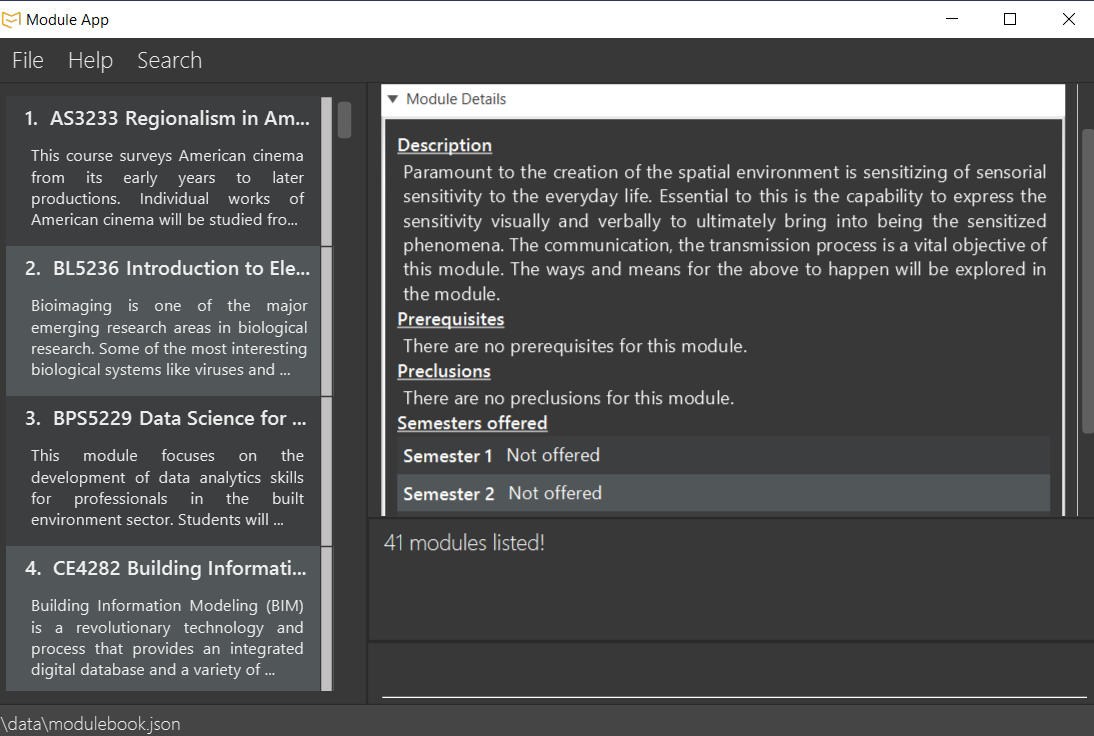 Module App
File Help Search
1. AS3233 Regionalism in Am...
This course surveys American cinema
from its early years to later
productions. Individual works of
American cinema will be studied fro...
2. BL5236 Introduction to Ele...
Bioimaging is one of the major
emerging research areas in biological
research. Some of the most interesting
biological systems like viruses and ...
3. BPS5229 Data Science for ...
This module focuses on the
development of data analytics skills
for professionals in the built
environment sector. Students will ...
4. CE4282 Building Informati...
Building Information Modeling (BIM)
is a revolutionary technology and
process that provides an integrated
digital database and a variety of ...
Module Details
Description
Paramount to the creation of the spatial environment is sensitizing of sensorial
sensitivity to the everyday life. Essential to this is the capability to express the
sensitivity visually and verbally to ultimately bring into being the sensitized
phenomena. The communication, the transmission process is a vital objective of
this module. The ways and means for the above to happen will be explored in
the module.
Prerequisites
There are no prerequisites for this module.
Preclusions
There are no preclusions for this module.
Semesters offered
Semester 1 Not offered
Semester 2 Not offered
41 modules listed!
\data\modulebook.json